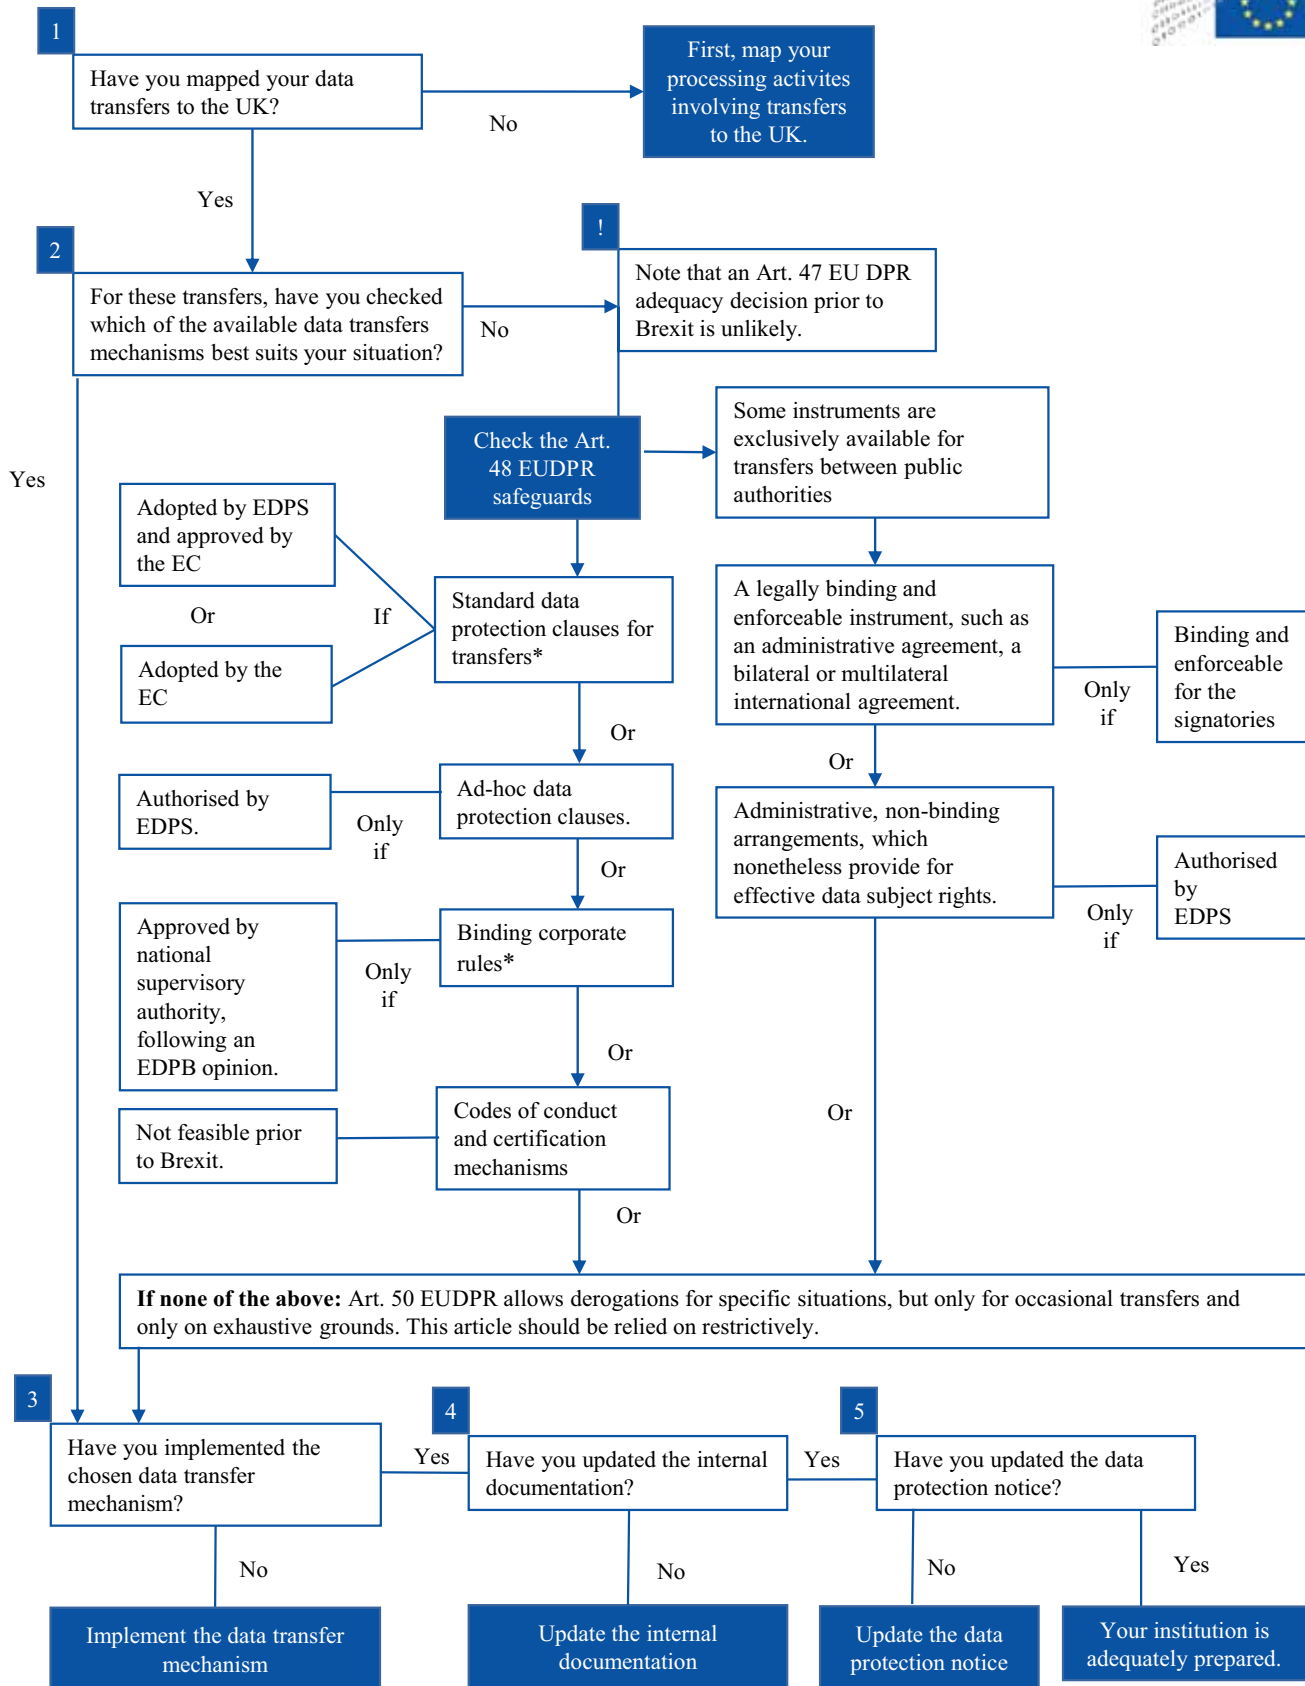 1
Have you mapped your data
transfers to the UK?
No
First, map your
processing activites
involving transfers
to the UK.
Yes
2
For these transfers, have you checked
which of the available data transfers
mechanisms best suits your situation?
No
!
Note that an Art. 47 EU DPR
adequacy decision prior to
Brexit is unlikely.
Yes
Check the Art.
48 EUDPR
safeguards
Some instruments are
exclusively available for
transfers between public
authorities
Adopted by EDPS
and approved by
the EC
Or
If
Adopted by the
EC
Standard data
protection clauses for
transfers*
A legally binding and
enforceable instrument, such as
an administrative agreement, a
bilateral or multilateral
international agreement.
Only
if
Binding and
enforceable
for the
signatories
Or
Or
Authorised by
EDPS.
Only
if
Ad-hoc data
protection clauses.
Administrative, non-binding
arrangements, which
nonetheless provide for
effective data subject rights.
Only
if
Authorised
by
EDPS
Or
Approved by
national
supervisory
authority,
following an
EDPB opinion.
Only
if
Binding corporate
rules*
Or
Not feasible prior
to Brexit.
Codes of conduct
and certification
mechanisms
Or
Or
If none of the above: Art. 50 EUDPR allows derogations for specific situations, but only for occasional transfers and
only on exhaustive grounds. This article should be relied on restrictively.
3
Have you implemented the
chosen data transfer
mechanism?
Yes
4
Have you updated the internal
documentation?
Yes
5
Have you updated the data
protection notice?
No
No
No
Yes
Implement the data transfer
mechanism
Update the internal
documentation
Update the data
protection notice
Your institution is
adequately prepared.